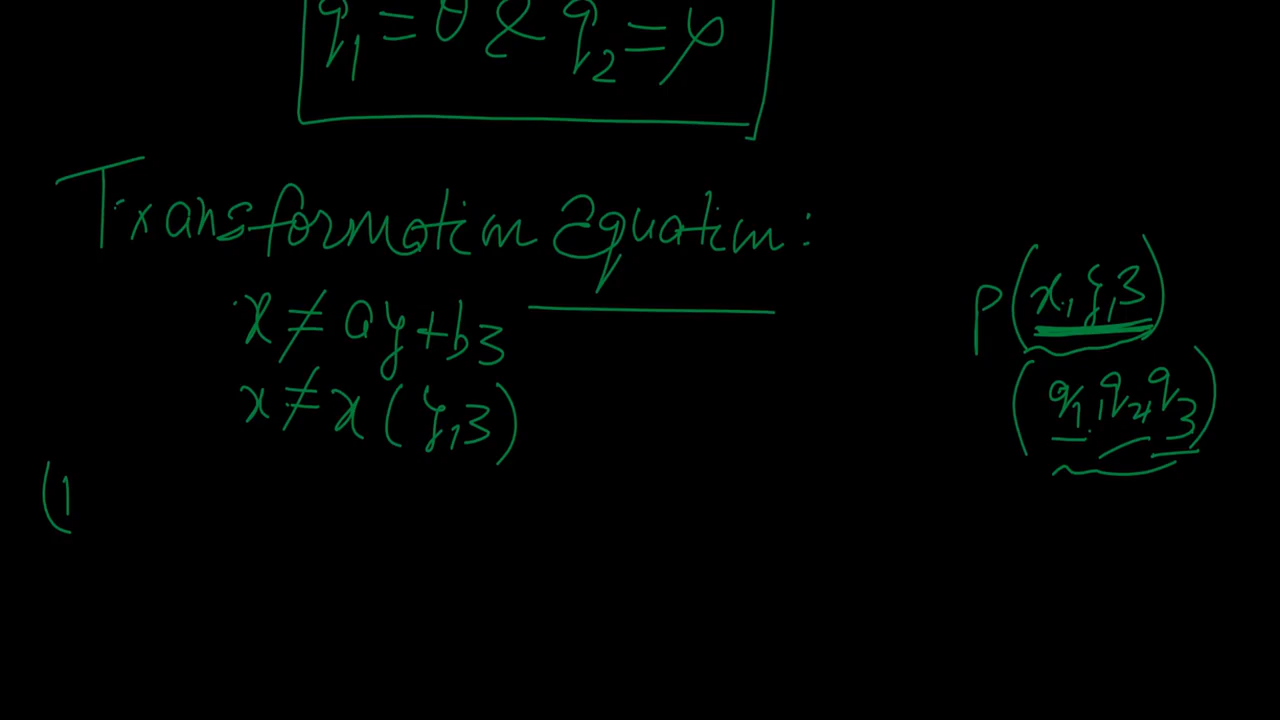 q₁ = θ & q₂ = φ
Transformation Equation:
x ≠ ay+bz
x ≠ x(y,z)
P(x,y,z)
(q₁,q₂,q₃)
(1